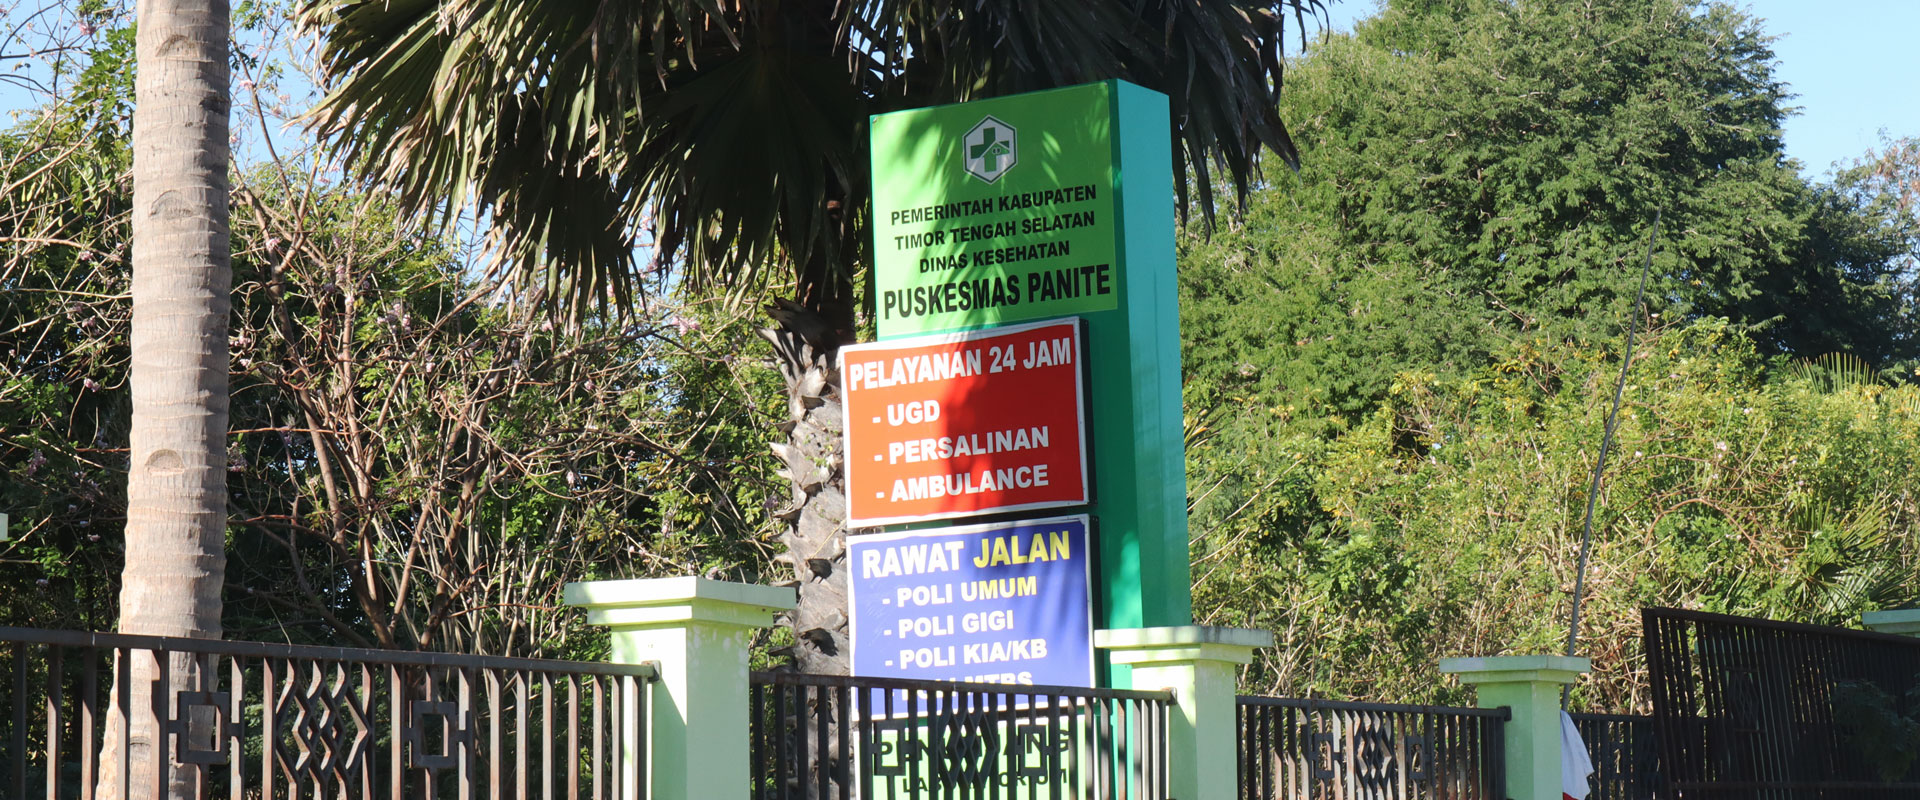 PEMERINTAH KABUPATEN
TIMOR TENGAH SELATAN
DINAS KESEHATAN
PUSKESMAS PANITE
PELAYANAN 24 JAM
- UGD
- PERSALINAN
- AMBULANCE
RAWAT JALAN
- POLI UMUM
- POLI GIGI
- POLI KIA/KB
MTBS